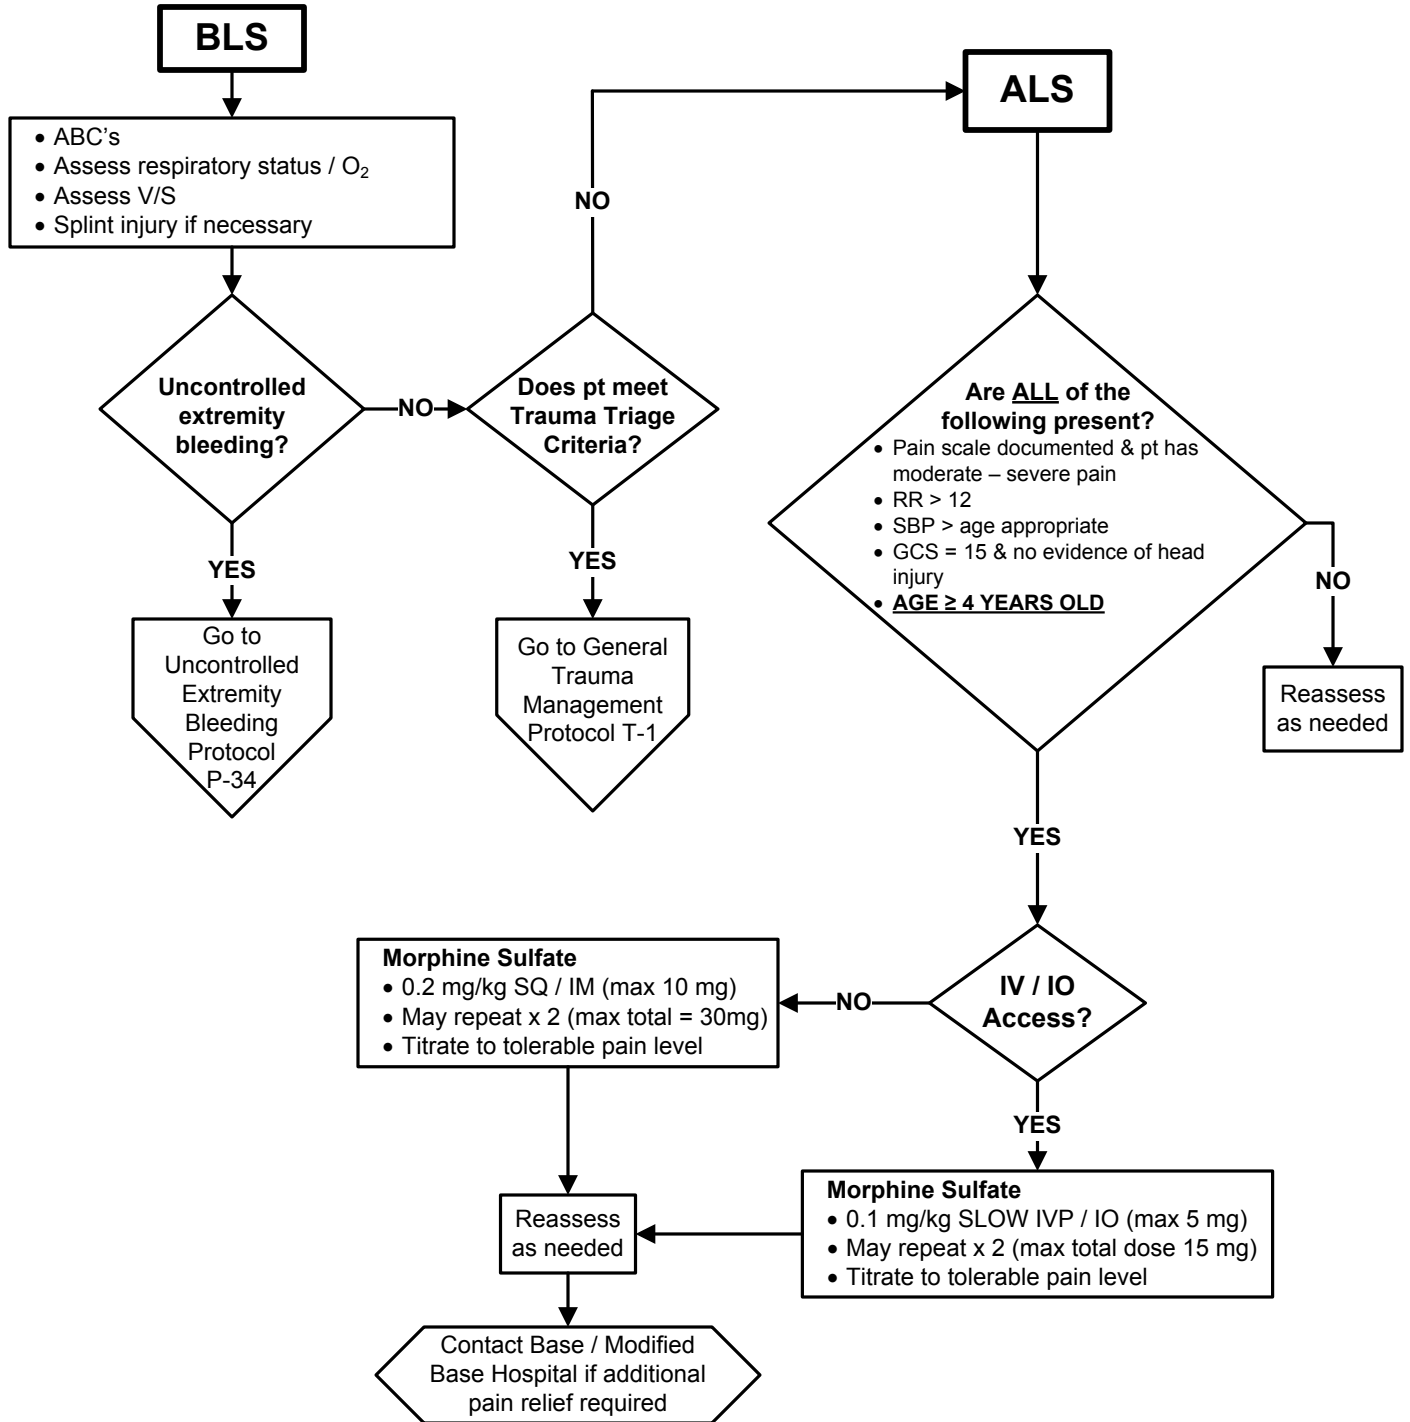 BLS
• ABC's
• Assess respiratory status / O₂
• Assess V/S
• Splint injury if necessary
Uncontrolled
extremity
bleeding?
NO
YES
Go to
Uncontrolled
Extremity
Bleeding
Protocol
P-34
Does pt meet
Trauma Triage
Criteria?
NO
YES
Go to General
Trauma
Management
Protocol T-1
ALS
Are ALL of the
following present?
• Pain scale documented & pt has
moderate – severe pain
• RR > 12
• SBP > age appropriate
• GCS = 15 & no evidence of head
injury
• AGE ≥ 4 YEARS OLD
NO
Reassess
as needed
YES
IV / IO
Access?
NO
Morphine Sulfate
• 0.2 mg/kg SQ / IM (max 10 mg)
• May repeat x 2 (max total = 30mg)
• Titrate to tolerable pain level
YES
Morphine Sulfate
• 0.1 mg/kg SLOW IVP / IO (max 5 mg)
• May repeat x 2 (max total dose 15 mg)
• Titrate to tolerable pain level
Reassess
as needed
Contact Base / Modified
Base Hospital if additional
pain relief required